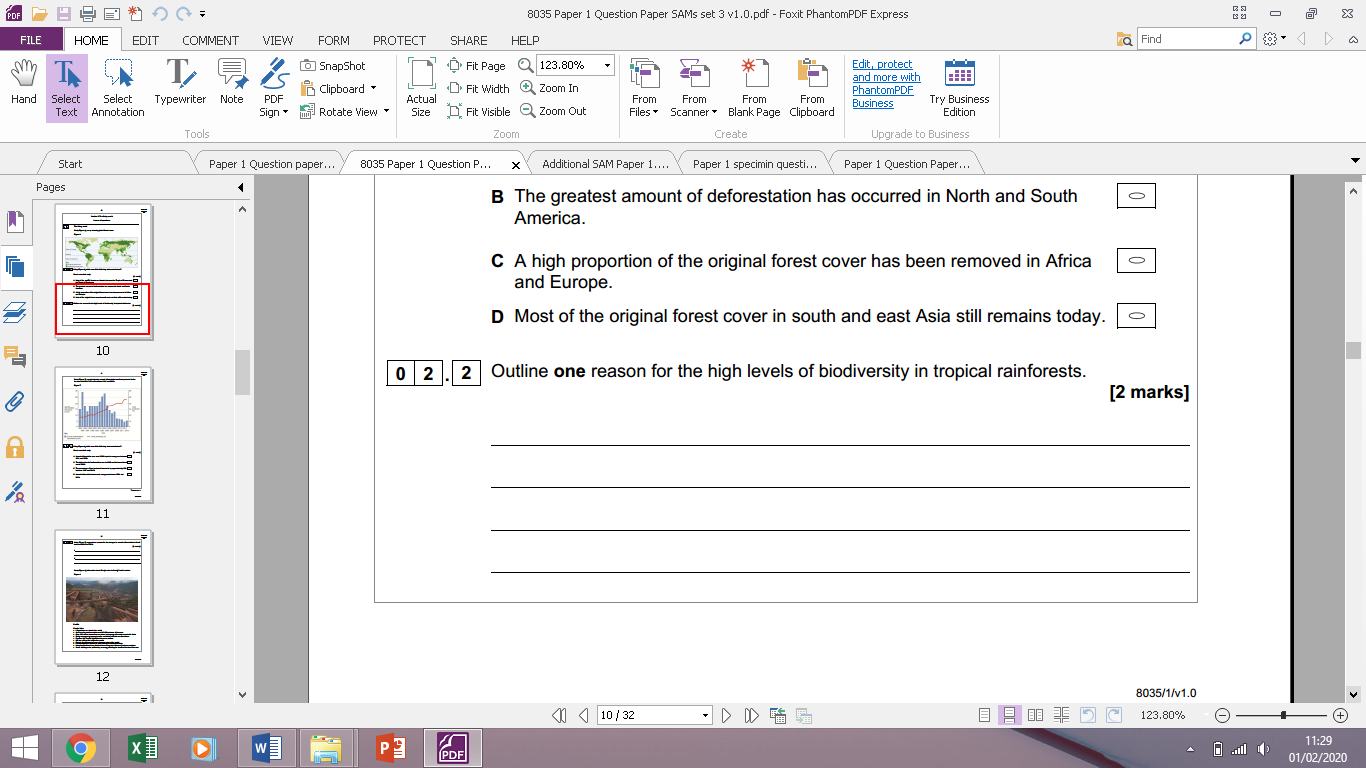 8035 Paper 1 Question Paper SAMs set 3 v1.0.pdf - Foxit PhantomPDF Express
FILE HOME EDIT COMMENT VIEW FORM PROTECT SHARE HELP
Find
Hand
Select Text
Select Annotation
Typewriter
Note
PDF Sign
SnapShot
Clipboard
Rotate View
Tools
Actual Size
Fit Page
Fit Width
Fit Visible
123.80%
Zoom In
Zoom Out
Zoom
From Files
From Scanner
From Blank Page
From Clipboard
Create
Edit, protect
and more with
PhantomPDF
Business
Try Business Edition
Upgrade to Business
Start
Paper 1 Question paper...
8035 Paper 1 Question P...
Additional SAM Paper 1....
Paper 1 specimin questi...
Paper 1 Question Paper...
Pages
10
11
12
B The greatest amount of deforestation has occurred in North and South
America.
C A high proportion of the original forest cover has been removed in Africa
and Europe.
D Most of the original forest cover in south and east Asia still remains today.
0 2 . 2 Outline one reason for the high levels of biodiversity in tropical rainforests.
[2 marks]
8035/1/v1.0
10 / 32
123.80%
11:29
01/02/2020